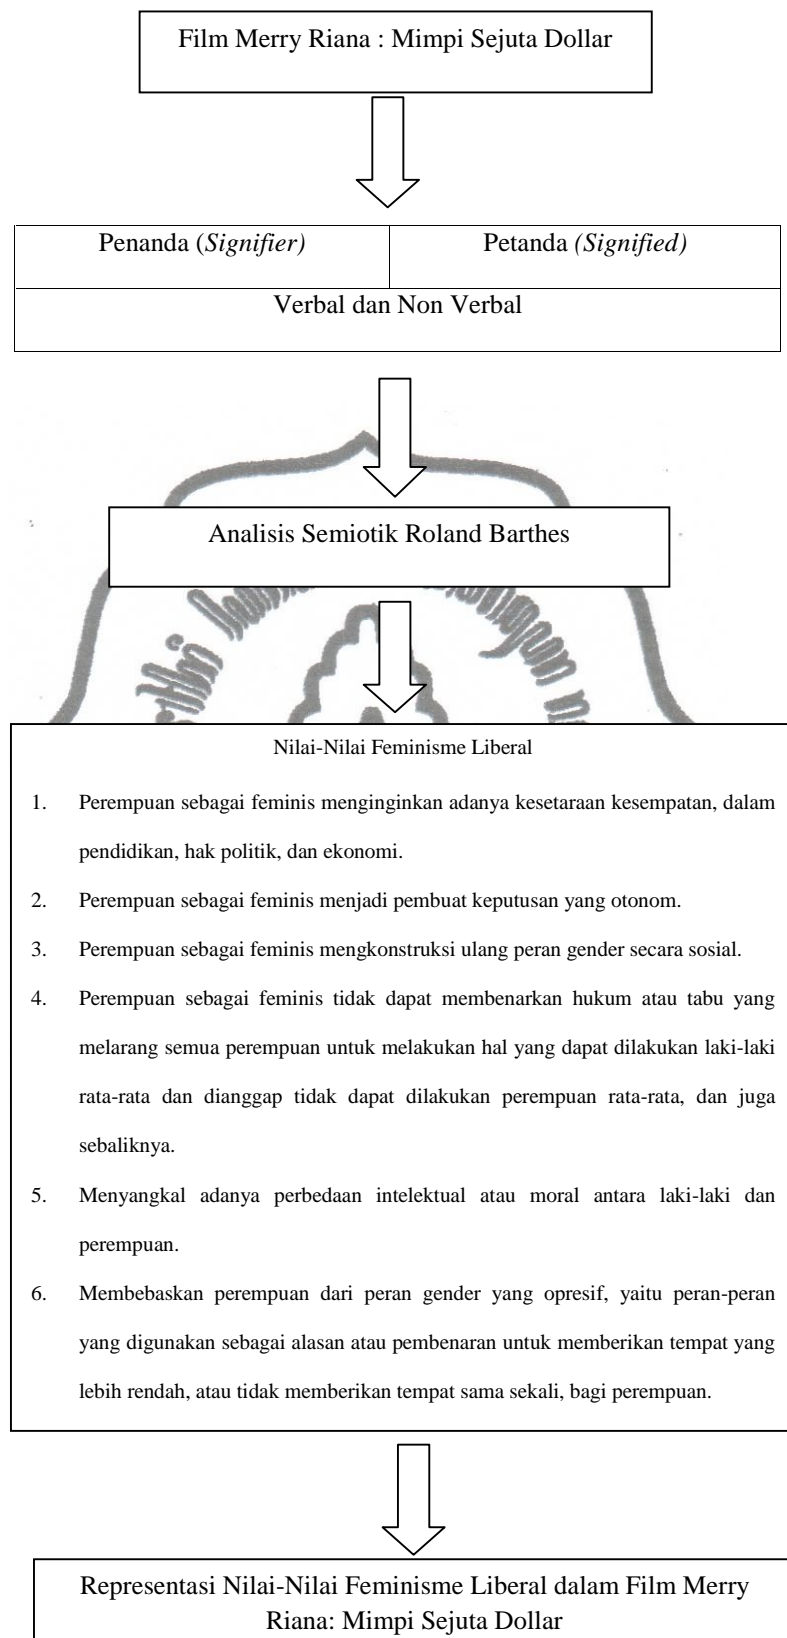 Film Merry Riana : Mimpi Sejuta Dollar
Penanda (Signifier)
Petanda (Signified)
Verbal dan Non Verbal
Analisis Semiotik Roland Barthes
Nilai-Nilai Feminisme Liberal
1. Perempuan sebagai feminis menginginkan adanya kesetaraan kesempatan, dalam
pendidikan, hak politik, dan ekonomi.
2. Perempuan sebagai feminis menjadi pembuat keputusan yang otonom.
3. Perempuan sebagai feminis mengkonstruksi ulang peran gender secara sosial.
4. Perempuan sebagai feminis tidak dapat membenarkan hukum atau tabu yang
melarang semua perempuan untuk melakukan hal yang dapat dilakukan laki-laki
rata-rata dan dianggap tidak dapat dilakukan perempuan rata-rata, dan juga
sebaliknya.
5. Menyangkal adanya perbedaan intelektual atau moral antara laki-laki dan
perempuan.
6. Membebaskan perempuan dari peran gender yang opresif, yaitu peran-peran
yang digunakan sebagai alasan atau pembenaran untuk memberikan tempat yang
lebih rendah, atau tidak memberikan tempat sama sekali, bagi perempuan.
Representasi Nilai-Nilai Feminisme Liberal dalam Film Merry
Riana: Mimpi Sejuta Dollar